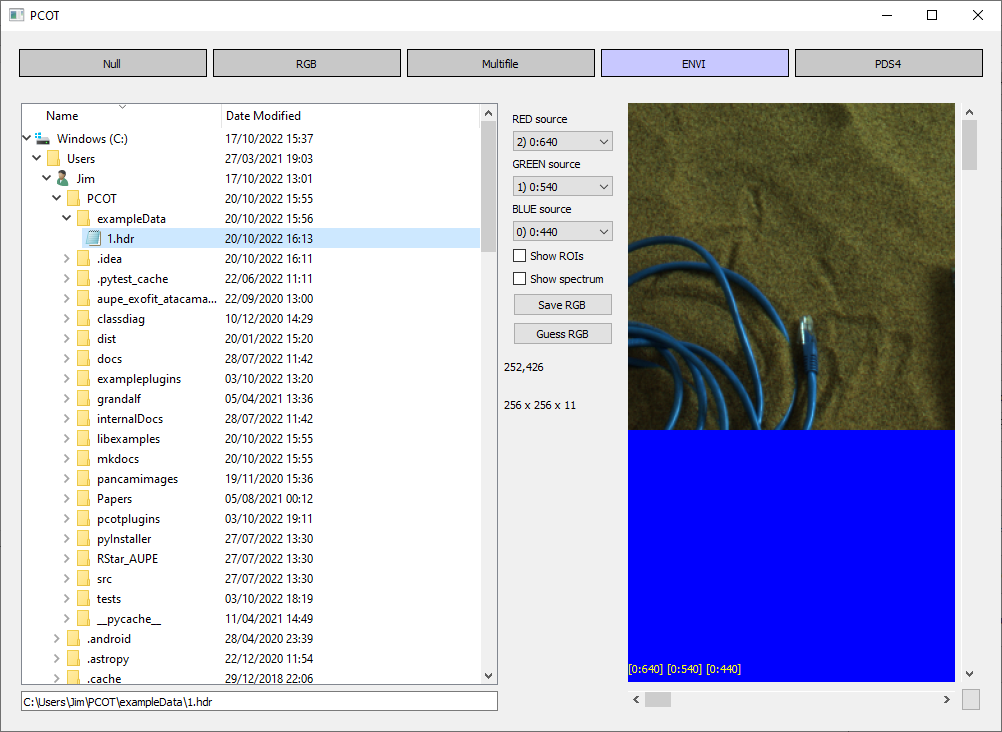 PCOT
Null RGB Multifile ENVI PDS4
Name Date Modified
Windows (C:) 17/10/2022 15:37
Users 27/03/2021 19:03
Jim 17/10/2022 13:01
PCOT 20/10/2022 15:55
exampleData 20/10/2022 15:56
1.hdr 20/10/2022 16:13
.idea 20/10/2022 16:11
.pytest_cache 22/06/2022 11:11
aupe_exofit_atacama... 22/09/2020 13:00
classdiag 10/12/2020 14:29
dist 20/01/2022 15:20
docs 28/07/2022 11:42
exampleplugins 03/10/2022 13:20
grandalf 05/04/2021 13:36
internalDocs 28/07/2022 11:42
libexamples 20/10/2022 15:55
mkdocs 20/10/2022 15:55
pancamimages 19/11/2020 15:36
Papers 05/08/2021 00:12
pcotplugins 03/10/2022 19:11
pyInstaller 27/07/2022 13:30
RStar_AUPE 27/07/2022 13:30
src 27/07/2022 13:30
tests 03/10/2022 18:19
__pycache__ 11/04/2021 14:49
.android 28/04/2020 23:39
.astropy 22/12/2020 11:54
.cache 29/12/2018 22:06
C:\Users\Jim\PCOT\exampleData\1.hdr
RED source
2) 0:640
GREEN source
1) 0:540
BLUE source
0) 0:440
Show ROIs
Show spectrum
Save RGB
Guess RGB
252,426
256 x 256 x 11
[0:640] [0:540] [0:440]